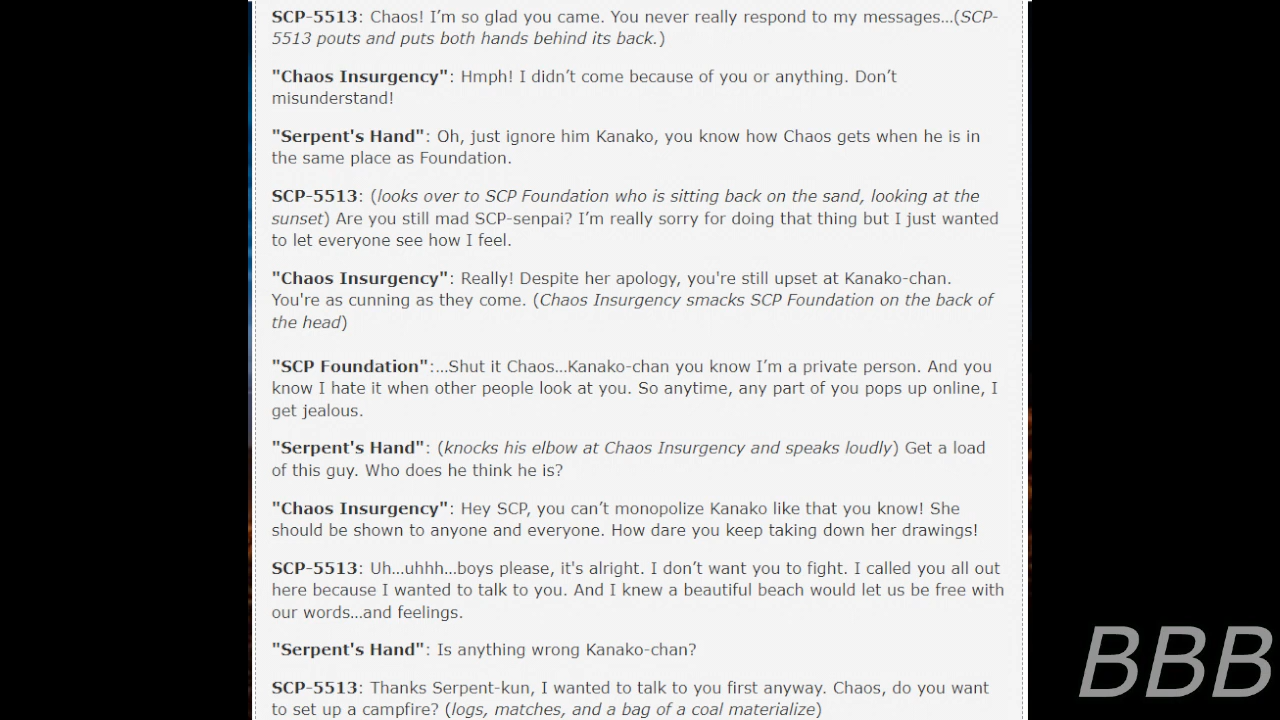 SCP-5513: Chaos! I’m so glad you came. You never really respond to my messages…(SCP-
5513 pouts and puts both hands behind its back.)
"Chaos Insurgency": Hmph! I didn’t come because of you or anything. Don’t
misunderstand!
"Serpent's Hand": Oh, just ignore him Kanako, you know how Chaos gets when he is in
the same place as Foundation.
SCP-5513: (looks over to SCP Foundation who is sitting back on the sand, looking at the
sunset) Are you still mad SCP-senpai? I’m really sorry for doing that thing but I just wanted
to let everyone see how I feel.
"Chaos Insurgency": Really! Despite her apology, you're still upset at Kanako-chan.
You're as cunning as they come. (Chaos Insurgency smacks SCP Foundation on the back of
the head)
"SCP Foundation":…Shut it Chaos…Kanako-chan you know I’m a private person. And you
know I hate it when other people look at you. So anytime, any part of you pops up online, I
get jealous.
"Serpent's Hand": (knocks his elbow at Chaos Insurgency and speaks loudly) Get a load
of this guy. Who does he think he is?
"Chaos Insurgency": Hey SCP, you can’t monopolize Kanako like that you know! She
should be shown to anyone and everyone. How dare you keep taking down her drawings!
SCP-5513: Uh…uhhh…boys please, it's alright. I don’t want you to fight. I called you all out
here because I wanted to talk to you. And I knew a beautiful beach would let us be free with
our words…and feelings.
"Serpent's Hand": Is anything wrong Kanako-chan?
SCP-5513: Thanks Serpent-kun, I wanted to talk to you first anyway. Chaos, do you want
to set up a campfire? (logs, matches, and a bag of a coal materialize)
BBB